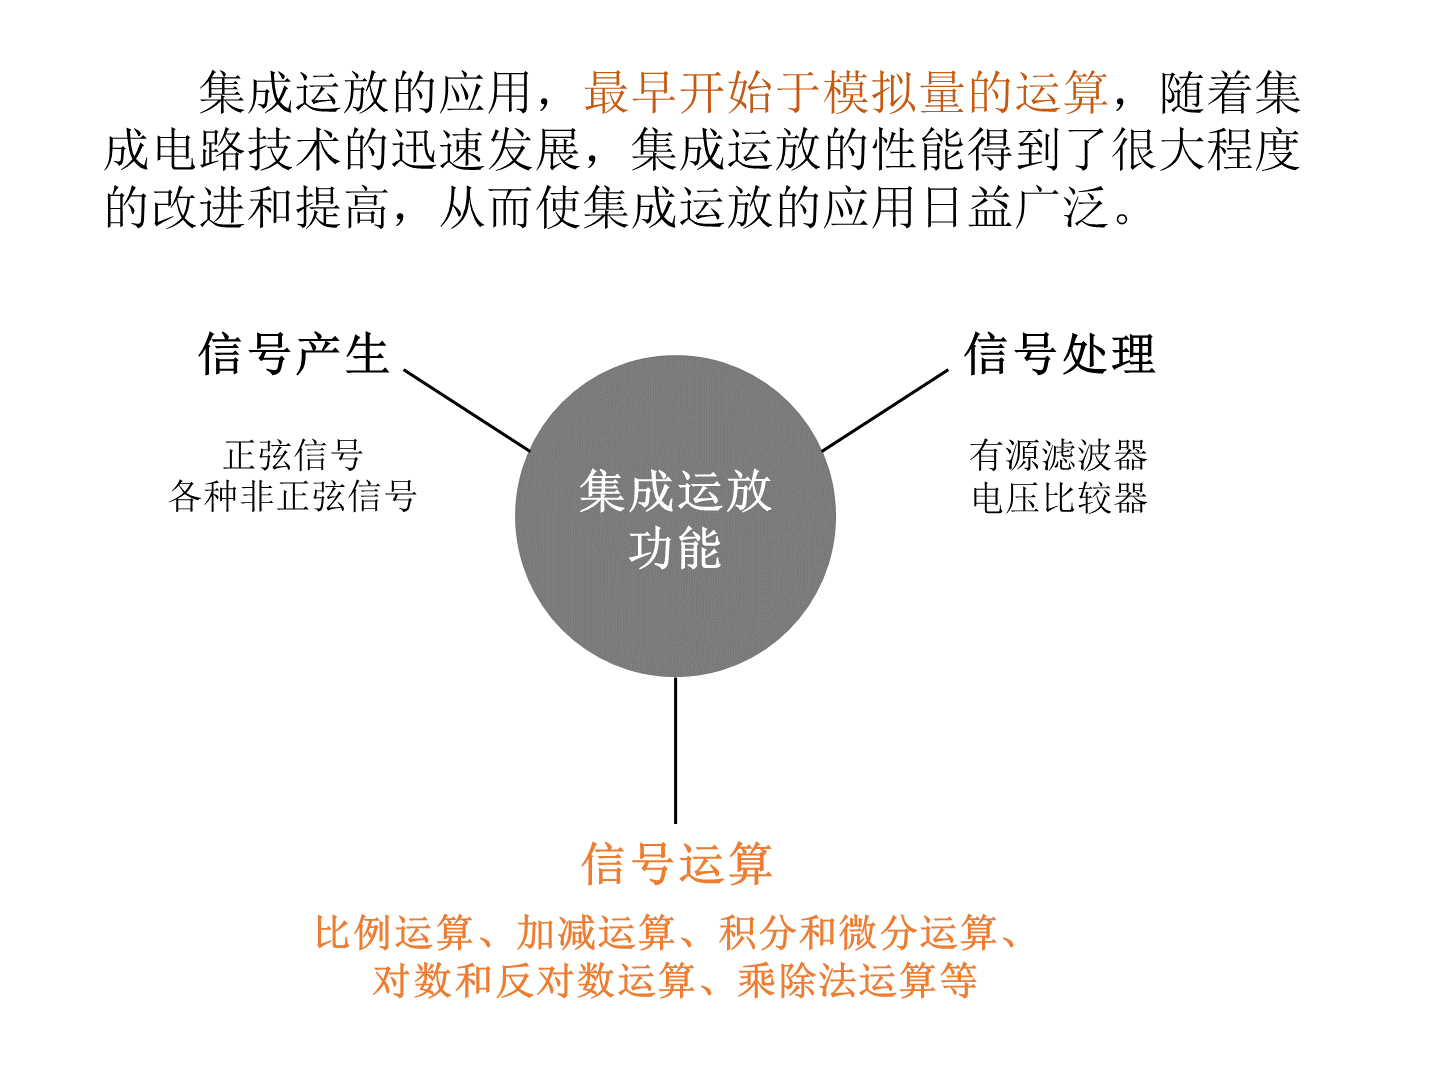 集成运放的应用，最早开始于模拟量的运算，随着集
成电路技术的迅速发展，集成运放的性能得到了很大程度
的改进和提高，从而使集成运放的应用日益广泛。
信号产生
正弦信号
各种非正弦信号
信号处理
有源滤波器
电压比较器
集成运放
功能
信号运算
比例运算、加减运算、积分和微分运算、
对数和反对数运算、乘除法运算等